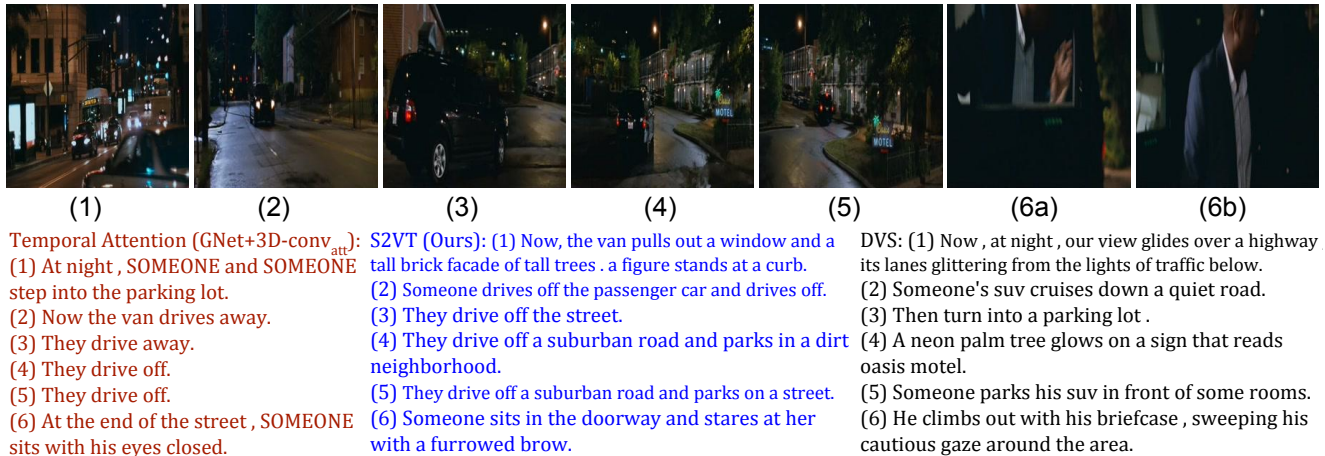 MOTEL
MOTEL
(1)
(2)
(3)
(4)
(5)
(6a)
(6b)
Temporal Attention (GNet+3D-conv_att):
(1) At night , SOMEONE and SOMEONE
step into the parking lot.
(2) Now the van drives away.
(3) They drive away.
(4) They drive off.
(5) They drive off.
(6) At the end of the street , SOMEONE
sits with his eyes closed.
S2VT (Ours): (1) Now, the van pulls out a window and a
tall brick facade of tall trees . a figure stands at a curb.
(2) Someone drives off the passenger car and drives off.
(3) They drive off the street.
(4) They drive off a suburban road and parks in a dirt
neighborhood.
(5) They drive off a suburban road and parks on a street.
(6) Someone sits in the doorway and stares at her
with a furrowed brow.
DVS: (1) Now , at night , our view glides over a highway ,
its lanes glittering from the lights of traffic below.
(2) Someone's suv cruises down a quiet road.
(3) Then turn into a parking lot .
(4) A neon palm tree glows on a sign that reads
oasis motel.
(5) Someone parks his suv in front of some rooms.
(6) He climbs out with his briefcase , sweeping his
cautious gaze around the area.